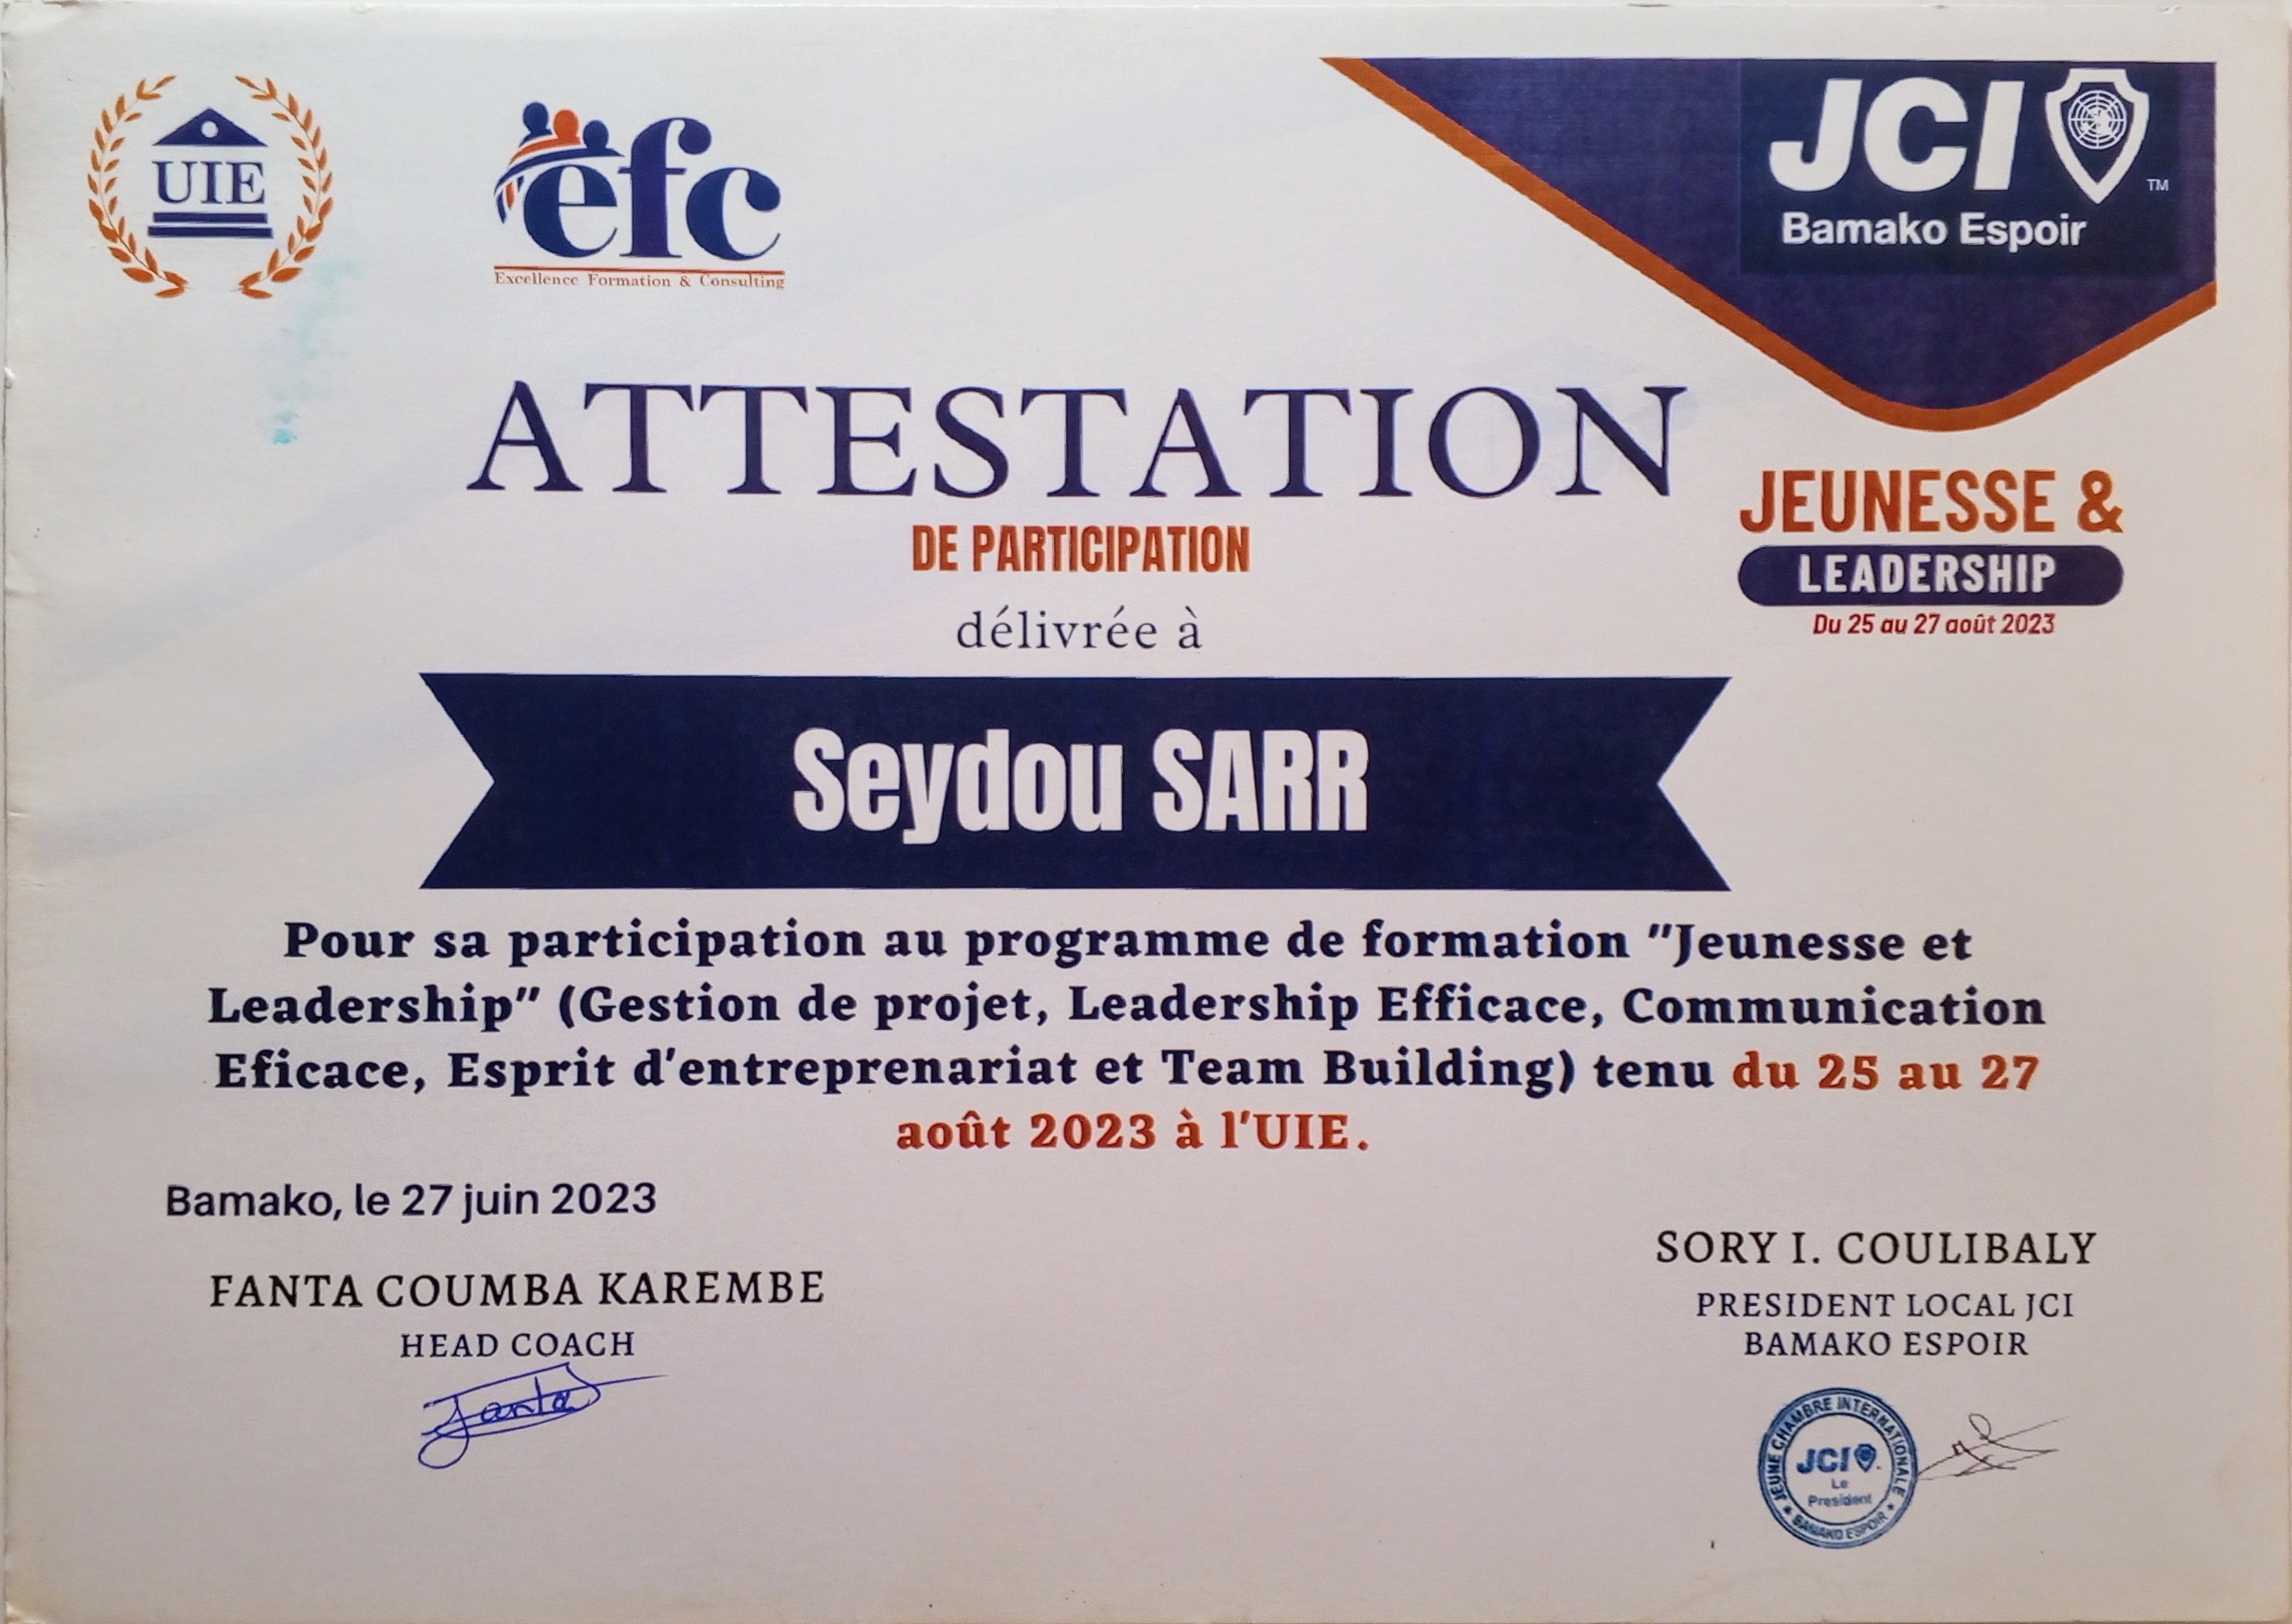 UIE
efc
Excellence Formation & Consulting
JCI TM
Bamako Espoir
ATTESTATION
DE PARTICIPATION
délivrée à
JEUNESSE &
LEADERSHIP
Du 25 au 27 août 2023
Seydou SARR
Pour sa participation au programme de formation "Jeunesse et
Leadership" (Gestion de projet, Leadership Efficace, Communication
Eficace, Esprit d'entreprenariat et Team Building) tenu du 25 au 27
août 2023 à l'UIE.
Bamako, le 27 juin 2023
FANTA COUMBA KAREMBE
HEAD COACH
Fanta
SORY I. COULIBALY
PRESIDENT LOCAL JCI
BAMAKO ESPOIR
JEUNE CHAMBRE INTERNATIONALE
JCI
Le
President
BAMAKO ESPOIR